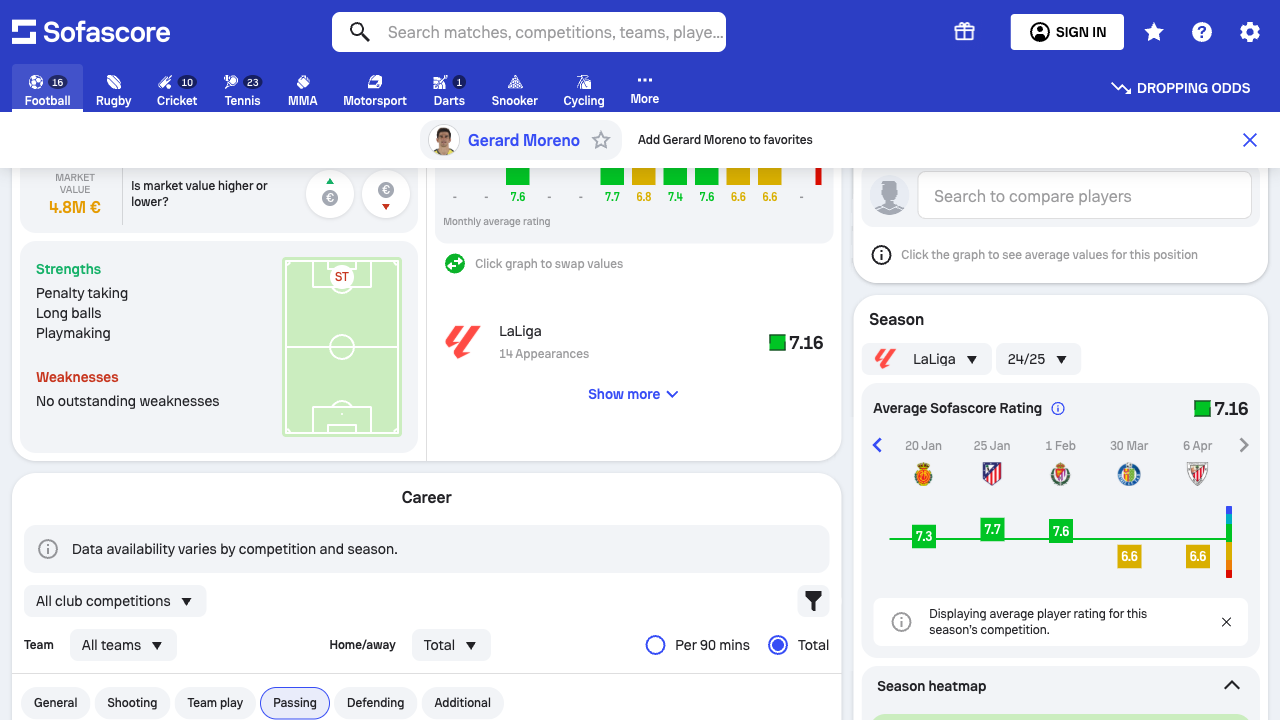 Sofascore
Search matches, competitions, teams, playe...
SIGN IN
Football 16
Rugby
Cricket 10
Tennis 23
MMA
Motorsport
Darts 1
Snooker
Cycling
More
DROPPING ODDS
Gerard Moreno
Add Gerard Moreno to favorites
MARKET
VALUE
4.8M €
Is market value higher or
lower?
€
€
Strengths
Penalty taking
Long balls
Playmaking
Weaknesses
No outstanding weaknesses
ST
- - 7.6 - - 7.7 6.8 7.4 7.6 6.6 6.6 -
Monthly average rating
Click graph to swap values
LaLiga
14 Appearances
7.16
Show more
Career
Data availability varies by competition and season.
All club competitions
Team All teams
Home/away Total
Per 90 mins Total
General Shooting Team play Passing Defending Additional
Search to compare players
Click the graph to see average values for this position
Season
LaLiga 24/25
Average Sofascore Rating 7.16
20 Jan 25 Jan 1 Feb 30 Mar 6 Apr
7.3 7.7 7.6 6.6 6.6
Displaying average player rating for this
season's competition.
Season heatmap